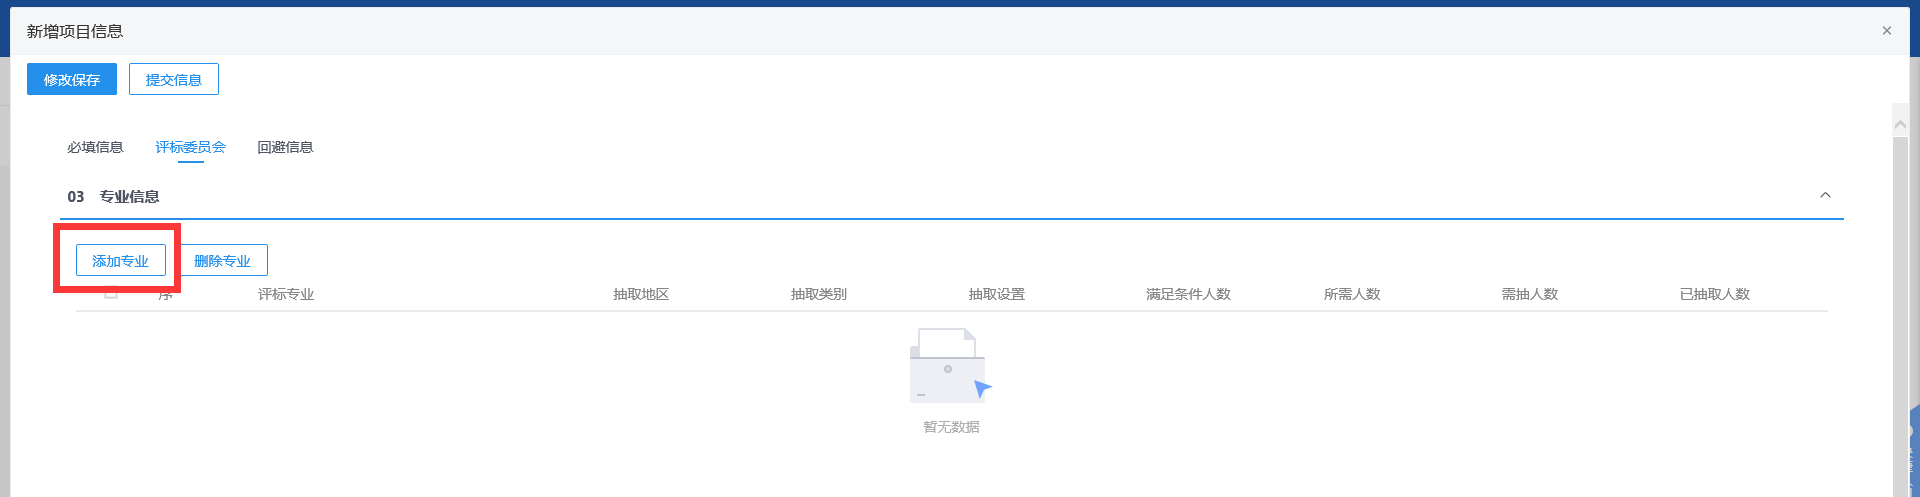 新增项目信息
修改保存 提交信息
必填信息 评标委员会 回避信息
03 专业信息
添加专业 删除专业
序 评标专业 抽取地区 抽取类别 抽取设置 满足条件人数 所需人数 需抽人数 已抽取人数
暂无数据